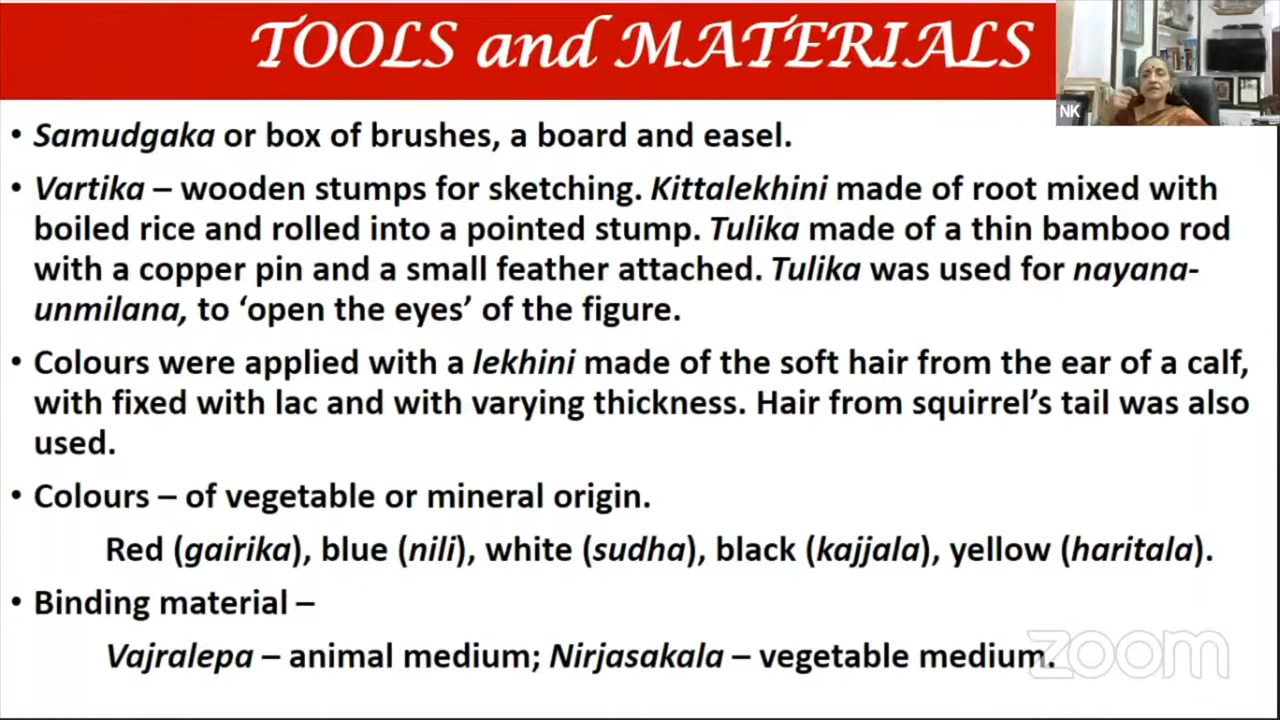 TOOLS and MATERIALS
NK
• Samudgaka or box of brushes, a board and easel.
• Vartika – wooden stumps for sketching. Kittalekhini made of root mixed with
boiled rice and rolled into a pointed stump. Tulika made of a thin bamboo rod
with a copper pin and a small feather attached. Tulika was used for nayana-
unmilana, to ‘open the eyes’ of the figure.
• Colours were applied with a lekhini made of the soft hair from the ear of a calf,
with fixed with lac and with varying thickness. Hair from squirrel’s tail was also
used.
• Colours – of vegetable or mineral origin.
Red (gairika), blue (nili), white (sudha), black (kajjala), yellow (haritala).
• Binding material –
Vajralepa – animal medium; Nirjasakala – vegetable medium.
zoom